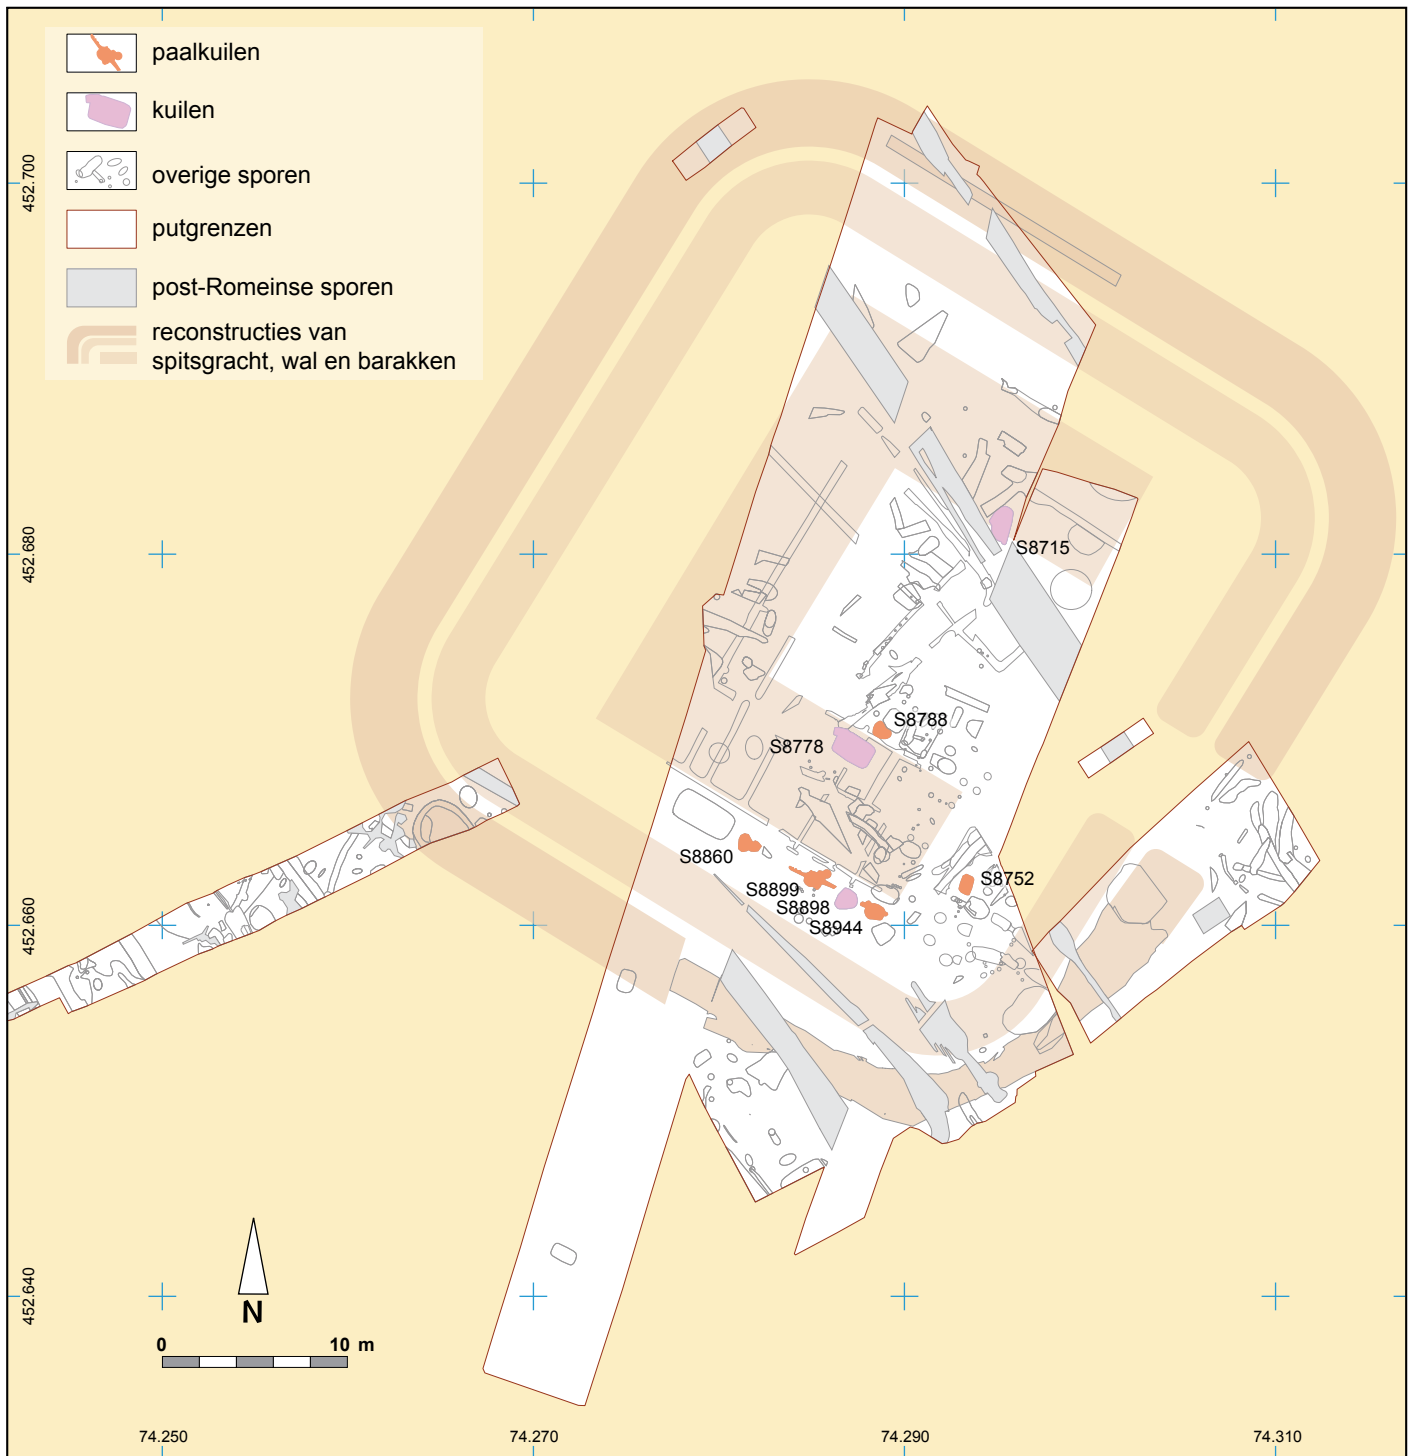 paalkuilen
kuilen
overige sporen
putgrenzen
post-Romeinse sporen
reconstructies van
spitsgracht, wal en barakken
452.700
452.680
452.660
452.640
S8715
S8788
S8778
S8860
S8752
S8899
S8898
S8944
N
0 10 m
74.250 74.270 74.290 74.310